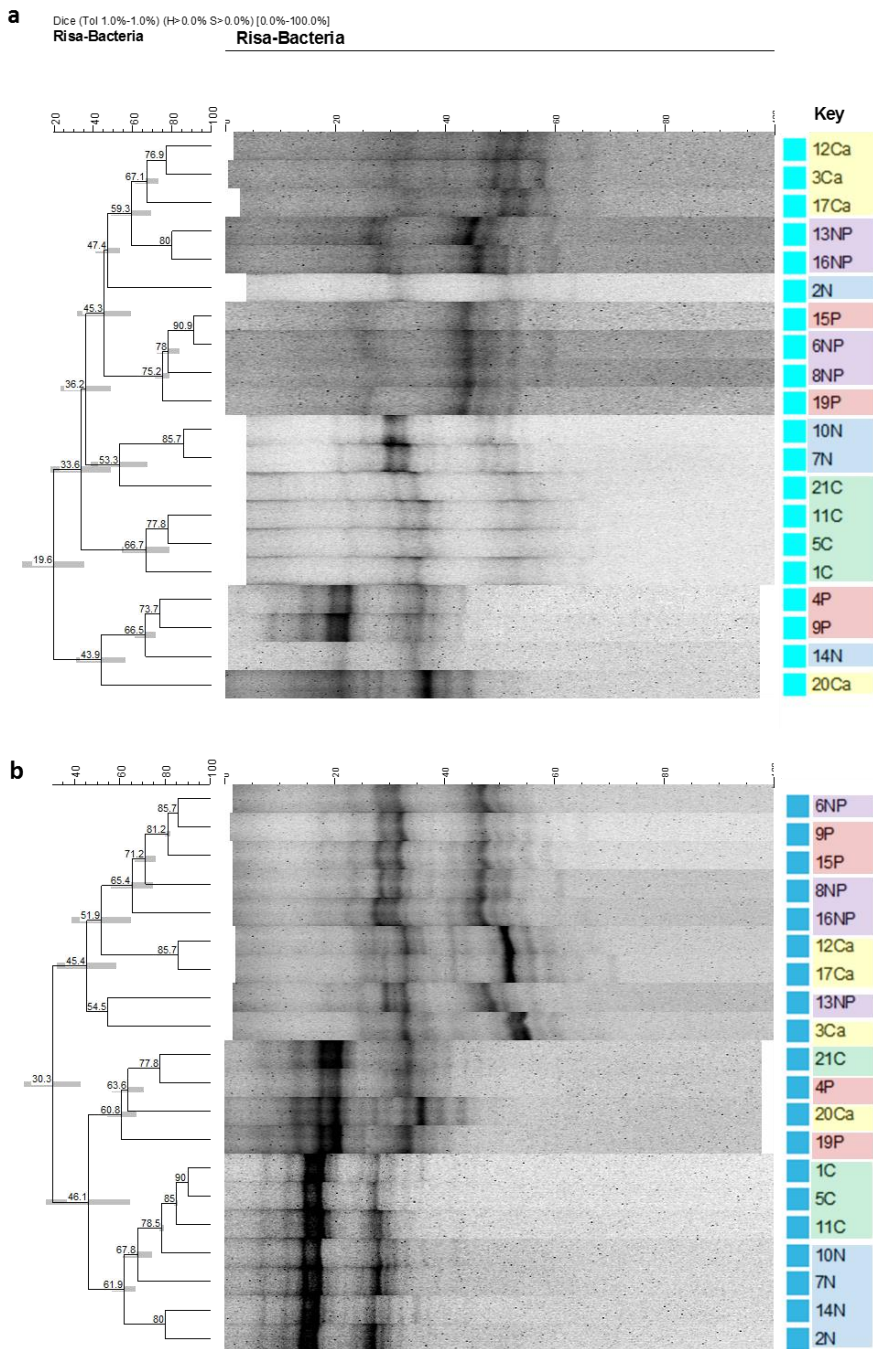 a
Dice (Tol 1.0%-1.0%) (H>0.0% S>0.0%) [0.0%-100.0%]
Risa-Bacteria Risa-Bacteria
20 40 60 80 100 0 20 40 60 80 100 Key
76.9 12Ca
67.1 3Ca
59.3 17Ca
80 13NP
47.4 16NP
2N
45.3 90.9 15P
78 6NP
75.2 8NP
36.2 19P
85.7 10N
33.6 53.3 7N
21C
77.8 11C
66.7 5C
19.6 1C
73.7 4P
66.5 9P
43.9 14N
20Ca
b
40 60 80 100 0 20 40 60 80 100
85.7 6NP
81.2 9P
71.2 15P
65.4 8NP
51.9 16NP
85.7 12Ca
45.4 17Ca
54.5 13NP
3Ca
77.8 21C
30.3 63.6 4P
60.8 20Ca
19P
90 1C
46.1 85 5C
78.5 11C
67.8 10N
61.9 7N
80 14N
2N